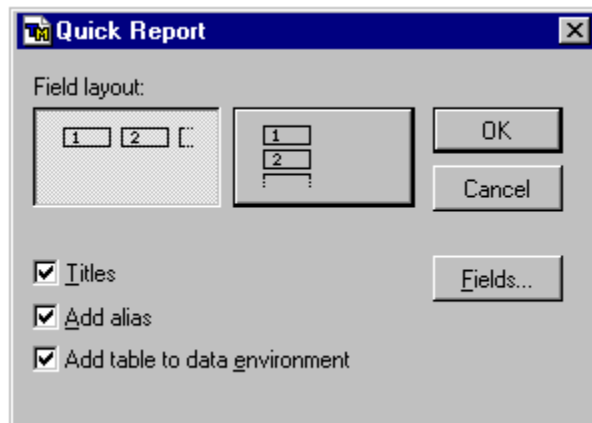 Quick Report
Field layout:
1 2
1
2
OK
Cancel
Titles
Fields...
Add alias
Add table to data environment